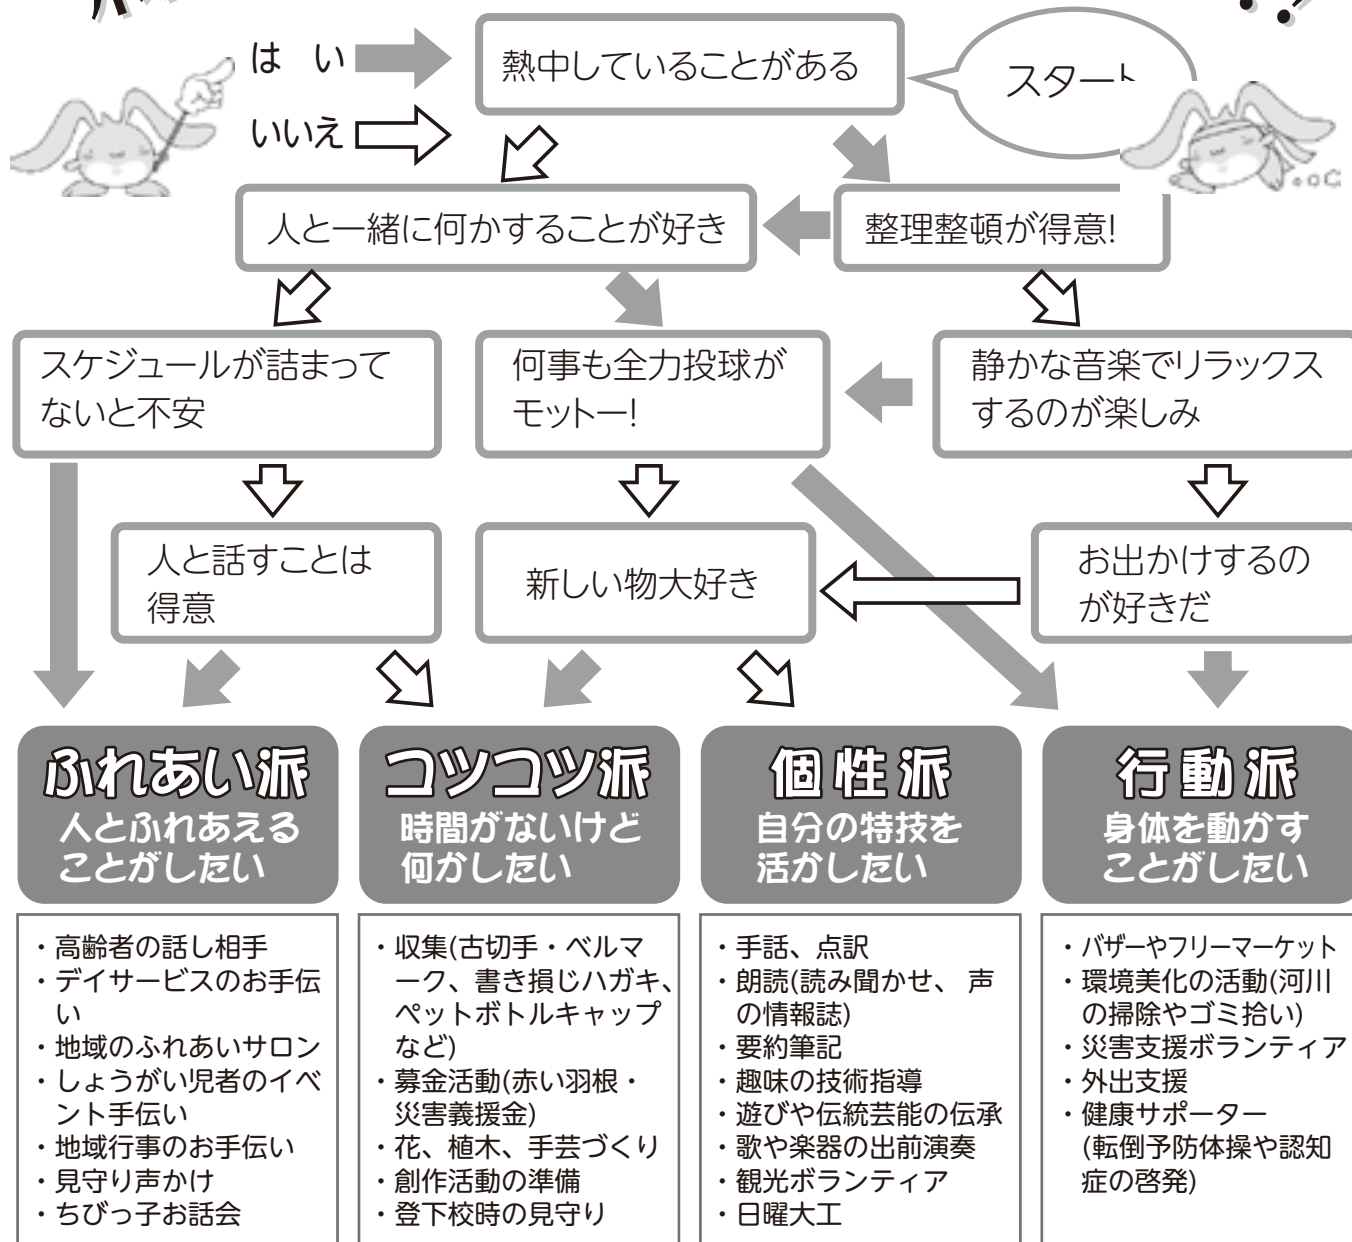 は い
いいえ
熱中していることがある
スタート
人と一緒に何かすることが好き
整理整頓が得意!
スケジュールが詰まって
ないと不安
何事も全力投球が
モットー!
静かな音楽でリラックス
するのが楽しみ
人と話すことは
得意
新しい物大好き
お出かけするの
が好きだ
ふれあい派
人とふれあえる
ことがしたい
コツコツ派
時間がないけど
何かしたい
個性派
自分の特技を
活かしたい
行動派
身体を動かす
ことがしたい
・高齢者の話し相手
・デイサービスのお手伝
い
・地域のふれあいサロン
・しょうがい児者のイベ
ント手伝い
・地域行事のお手伝い
・見守り声かけ
・ちびっ子お話会
・収集(古切手・ベルマ
ーク、書き損じハガキ、
ペットボトルキャップ
など)
・募金活動(赤い羽根・
災害義援金)
・花、植木、手芸づくり
・創作活動の準備
・登下校時の見守り
・手話、点訳
・朗読(読み聞かせ、 声
の情報誌)
・要約筆記
・趣味の技術指導
・遊びや伝統芸能の伝承
・歌や楽器の出前演奏
・観光ボランティア
・日曜大工
・バザーやフリーマーケット
・環境美化の活動(河川
の掃除やゴミ拾い)
・災害支援ボランティア
・外出支援
・健康サポーター
(転倒予防体操や認知
症の啓発)